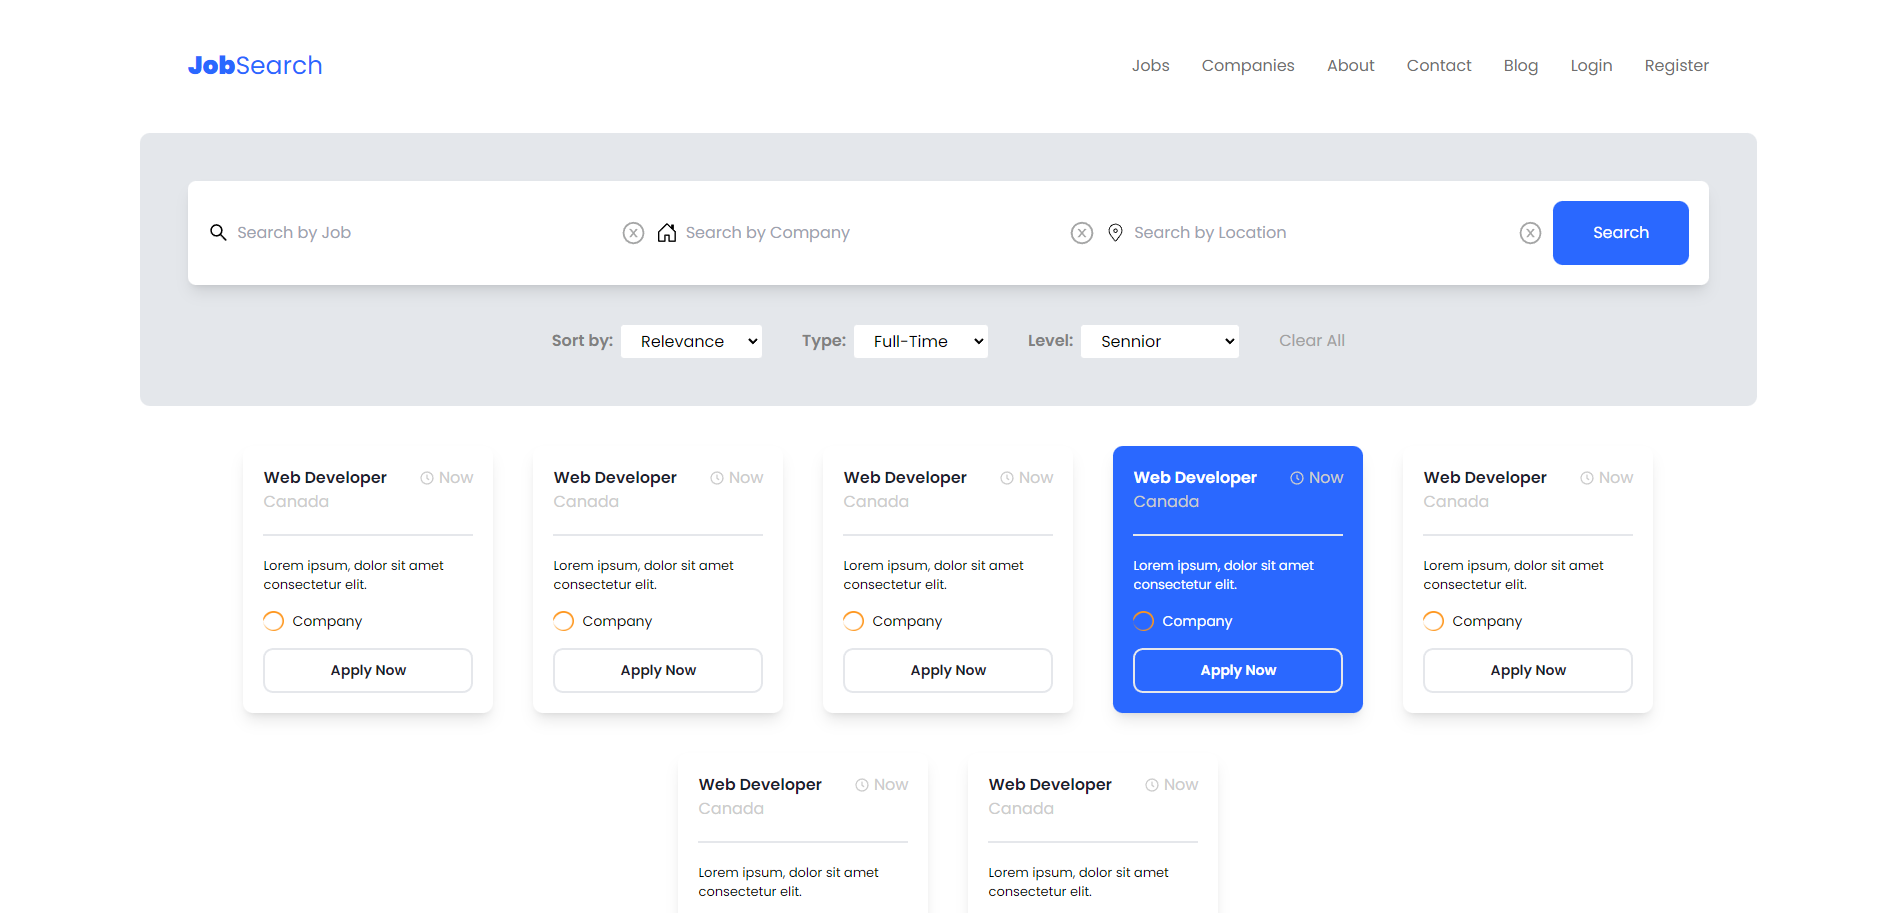 JobSearch Jobs Companies About Contact Blog Login Register
Search by Job Search by Company Search by Location Search
Sort by: Relevance Type: Full-Time Level: Sennior Clear All
Web Developer Now
Canada
Lorem ipsum, dolor sit amet
consectetur elit.
Company
Apply Now
Web Developer Now
Canada
Lorem ipsum, dolor sit amet
consectetur elit.
Company
Apply Now
Web Developer Now
Canada
Lorem ipsum, dolor sit amet
consectetur elit.
Company
Apply Now
Web Developer Now
Canada
Lorem ipsum, dolor sit amet
consectetur elit.
Company
Apply Now
Web Developer Now
Canada
Lorem ipsum, dolor sit amet
consectetur elit.
Company
Apply Now
Web Developer Now
Canada
Lorem ipsum, dolor sit amet
consectetur elit.
Web Developer Now
Canada
Lorem ipsum, dolor sit amet
consectetur elit.